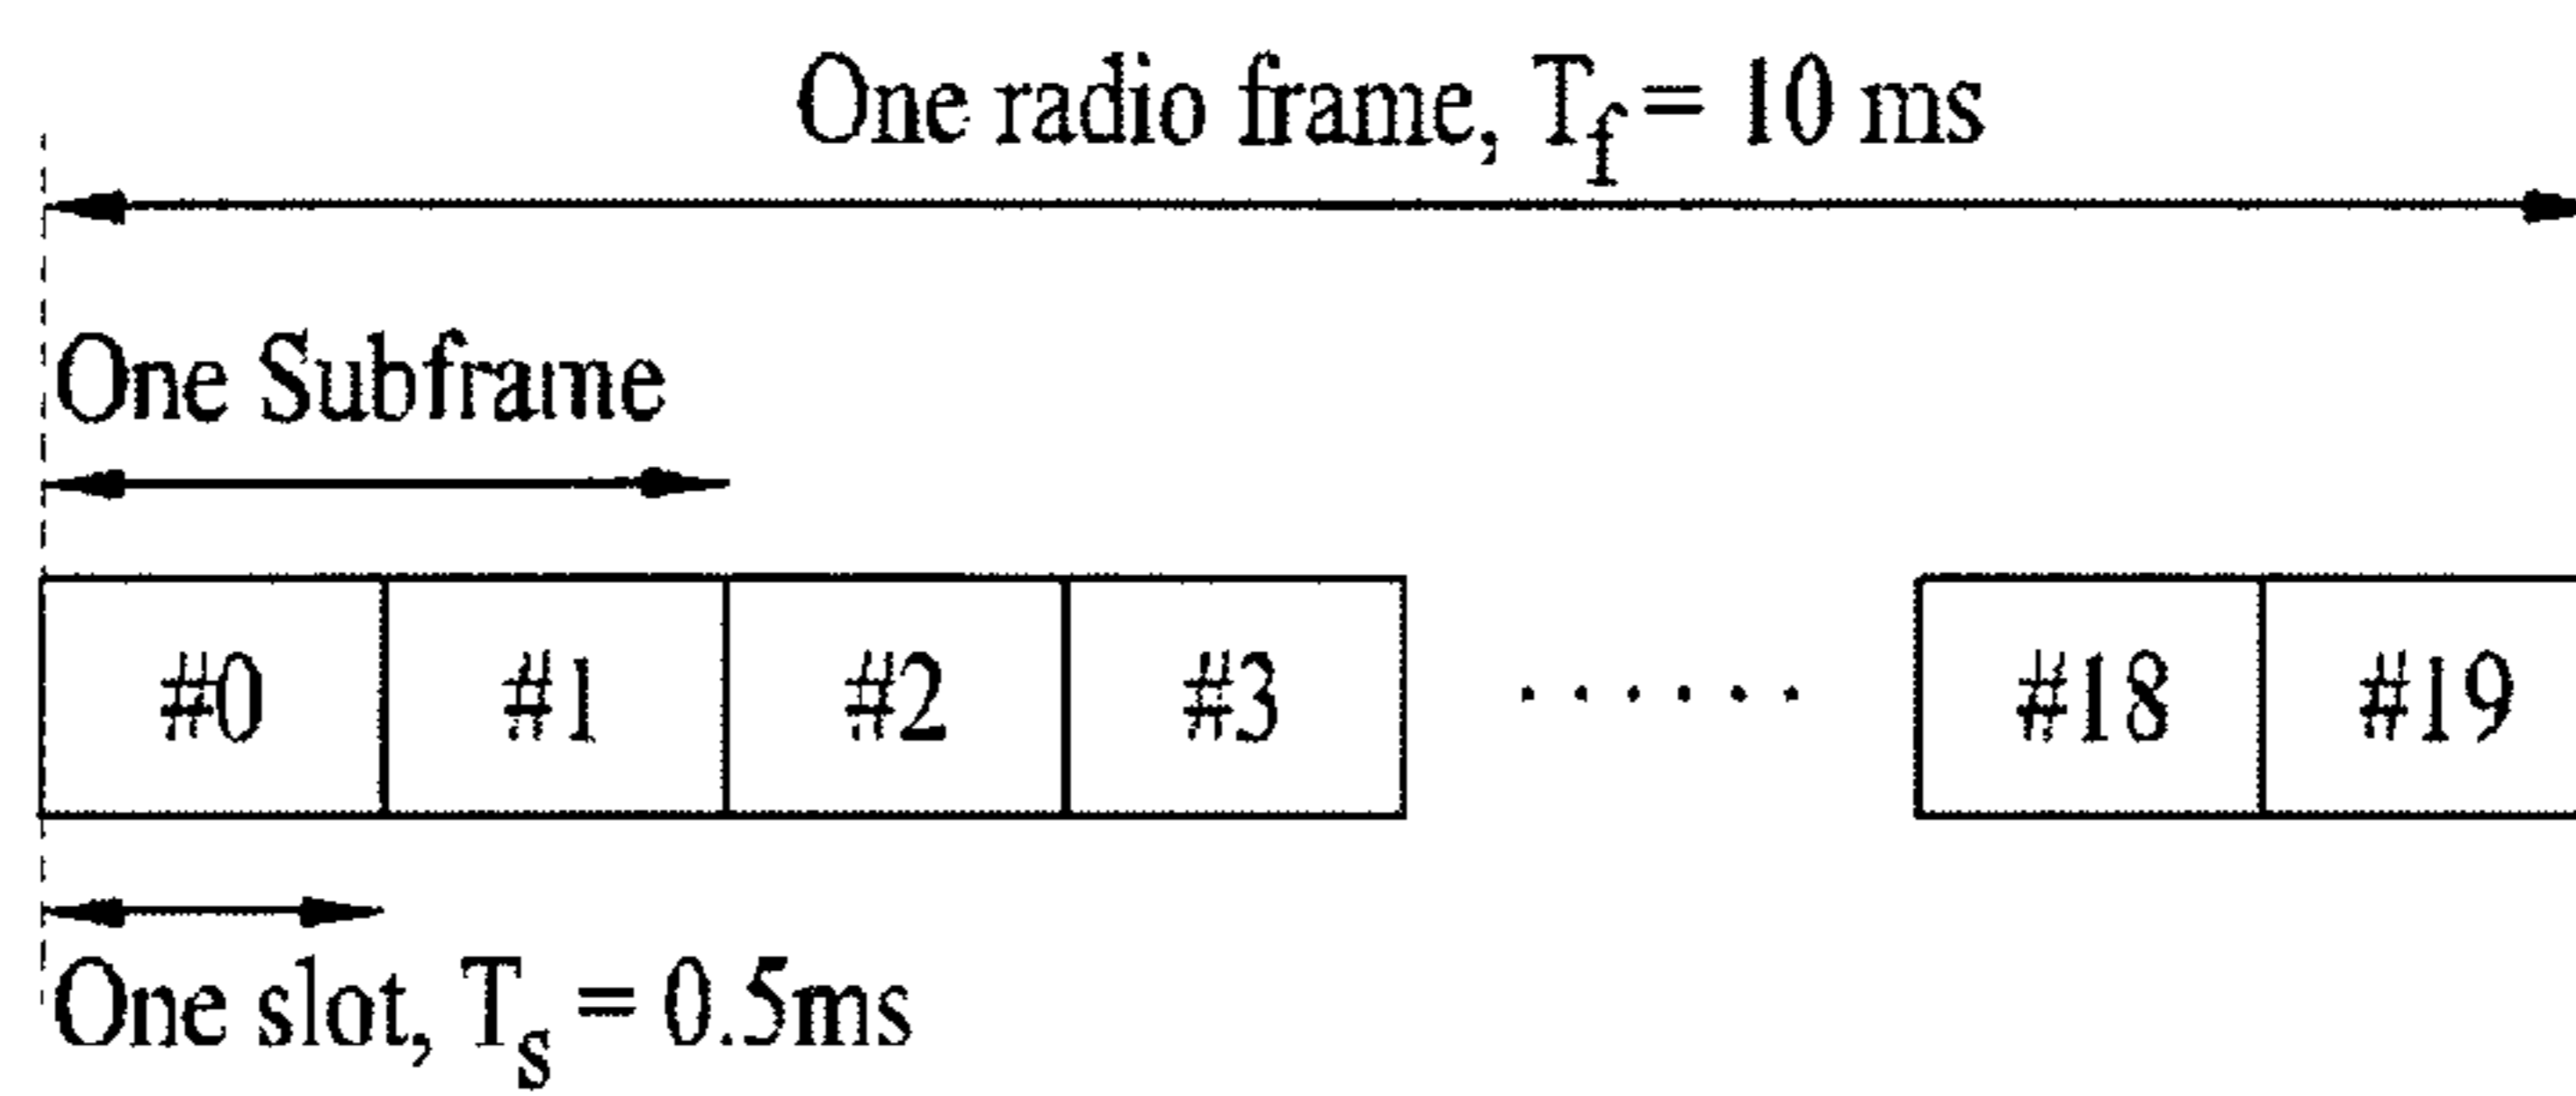 One radio frame, Tf = 10 ms
One Subframe
#0 #1 #2 #3 ...... #18 #19
One slot, Ts = 0.5ms